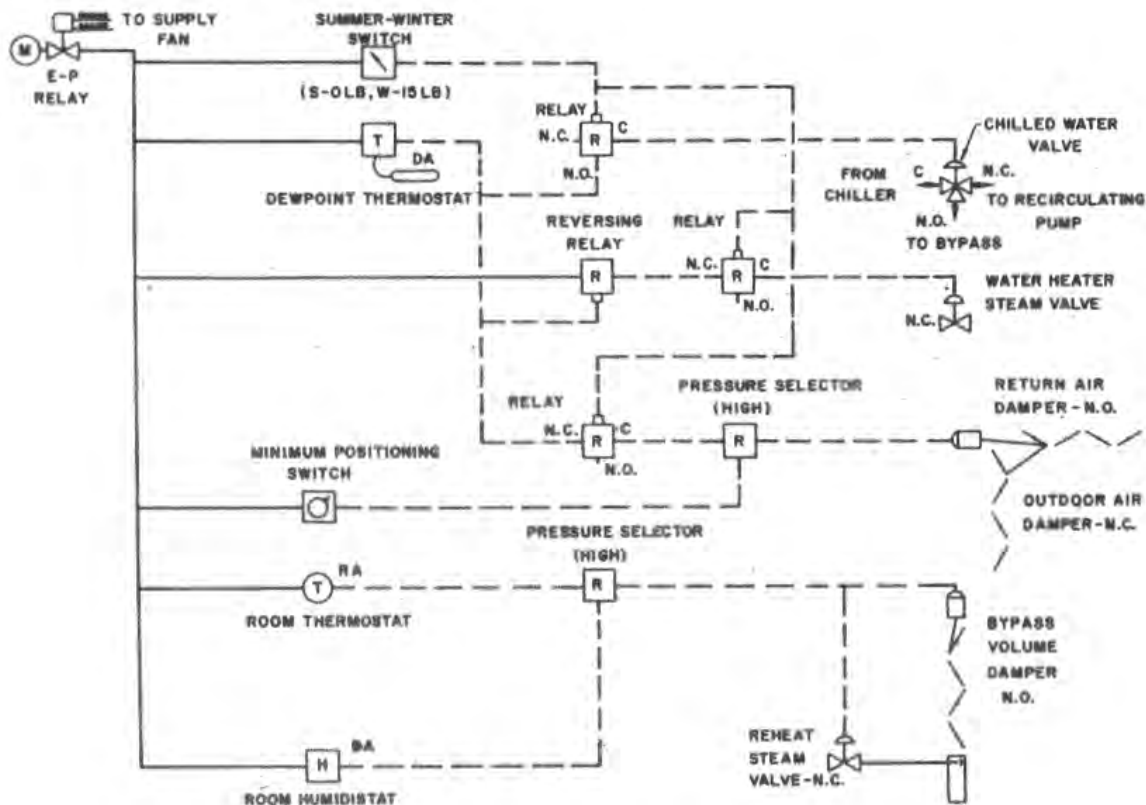 TO SUPPLY
FAN
M
E-P
RELAY
SUMMER-WINTER
SWITCH
(S-0LB, W-15LB)
T
DA
DEWPOINT THERMOSTAT
RELAY
N.C.
R
C
N.O.
CHILLED WATER
VALVE
FROM
CHILLER
C
N.C.
TO RECIRCULATING
PUMP
N.O.
TO BYPASS
REVERSING
RELAY
R
RELAY
N.C.
R
C
N.O.
WATER HEATER
STEAM VALVE
N.C.
RELAY
N.C.
R
C
N.O.
PRESSURE SELECTOR
(HIGH)
R
RETURN AIR
DAMPER-N.O.
OUTDOOR AIR
DAMPER-N.C.
MINIMUM POSITIONING
SWITCH
PRESSURE SELECTOR
(HIGH)
R
RA
T
ROOM THERMOSTAT
BYPASS
VOLUME
DAMPER
N.O.
REHEAT
STEAM
VALVE-N.C.
DA
H
ROOM HUMIDISTAT